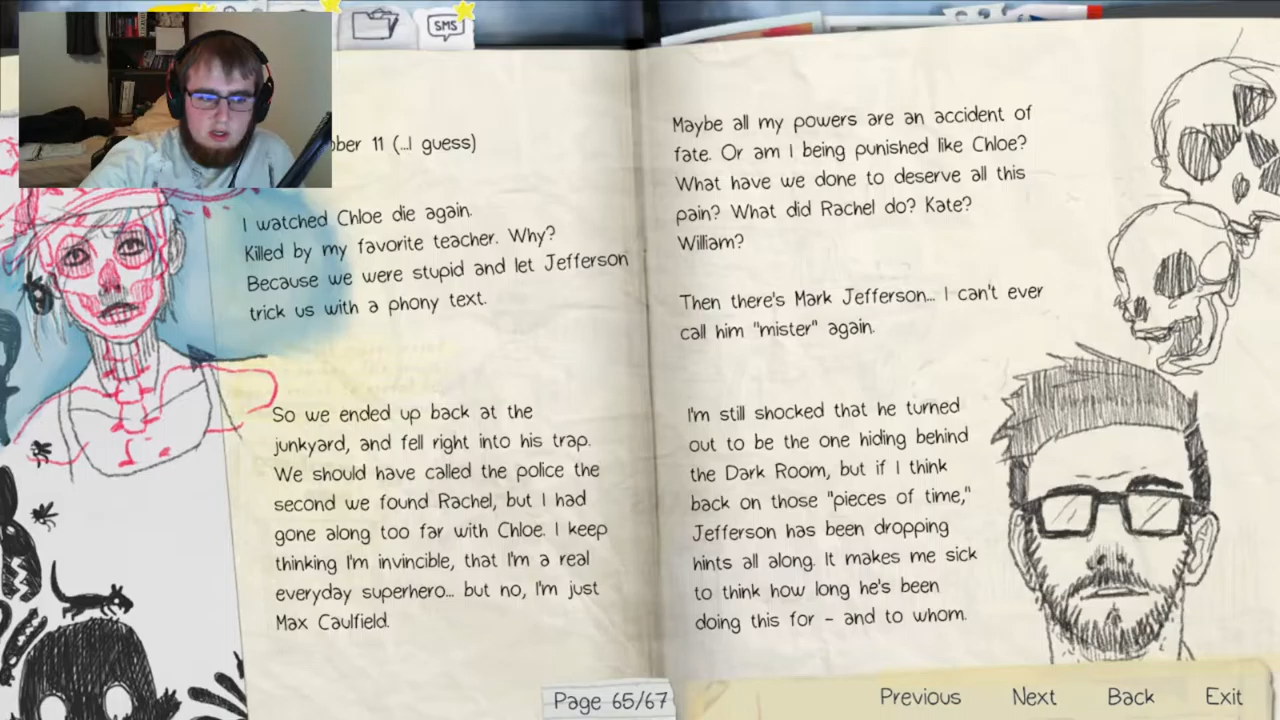 SMS
ber 11 (...I guess)
I watched Chloe die again.
Killed by my favorite teacher. Why?
Because we were stupid and let Jefferson
trick us with a phony text.
So we ended up back at the
junkyard, and fell right into his trap.
We should have called the police the
second we found Rachel, but I had
gone along too far with Chloe. I keep
thinking I'm invincible, that I'm a real
everyday superhero... but no, I'm just
Max Caulfield.
Maybe all my powers are an accident of
fate. Or am I being punished like Chloe?
What have we done to deserve all this
pain? What did Rachel do? Kate?
William?
Then there's Mark Jefferson... I can't ever
call him "mister" again.
I'm still shocked that he turned
out to be the one hiding behind
the Dark Room, but if I think
back on those "pieces of time,"
Jefferson has been dropping
hints all along. It makes me sick
to think how long he's been
doing this for - and to whom.
Page 65/67
Previous Next Back Exit